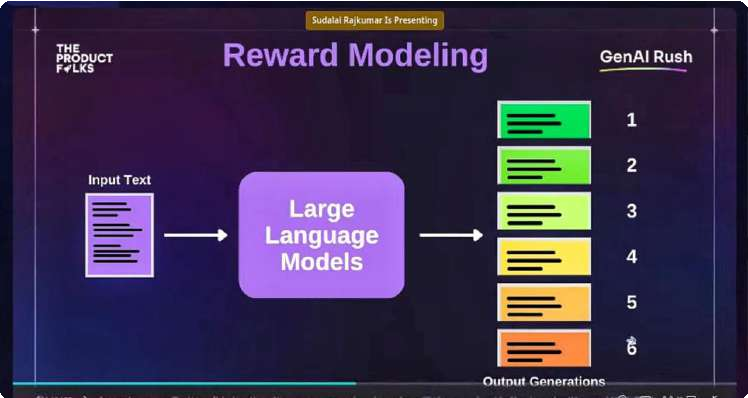 Sudalai Rajkumar Is Presenting
THE
PRODUCT
FOLKS
Reward Modeling
GenAI Rush
Input Text
Large
Language
Models
1
2
3
4
5
6
Output Generations